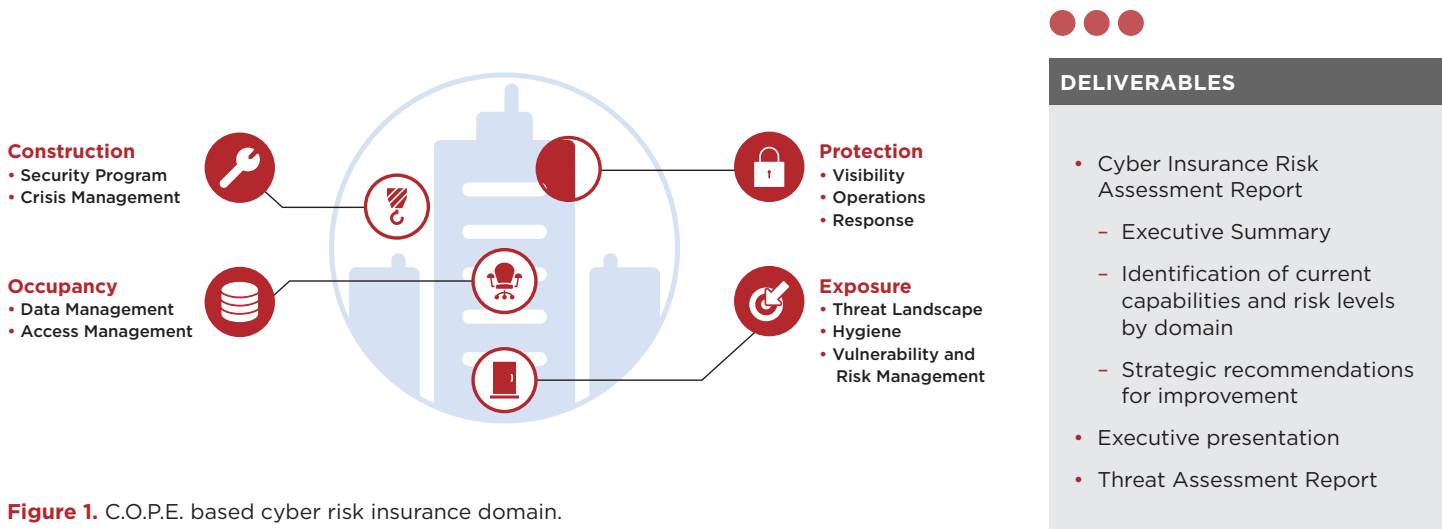 Construction
• Security Program
• Crisis Management
Occupancy
• Data Management
• Access Management
Protection
• Visibility
• Operations
• Response
Exposure
• Threat Landscape
• Hygiene
• Vulnerability and
Risk Management
Figure 1. C.O.P.E. based cyber risk insurance domain.
DELIVERABLES
• Cyber Insurance Risk
Assessment Report
– Executive Summary
– Identification of current
capabilities and risk levels
by domain
– Strategic recommendations
for improvement
• Executive presentation
• Threat Assessment Report